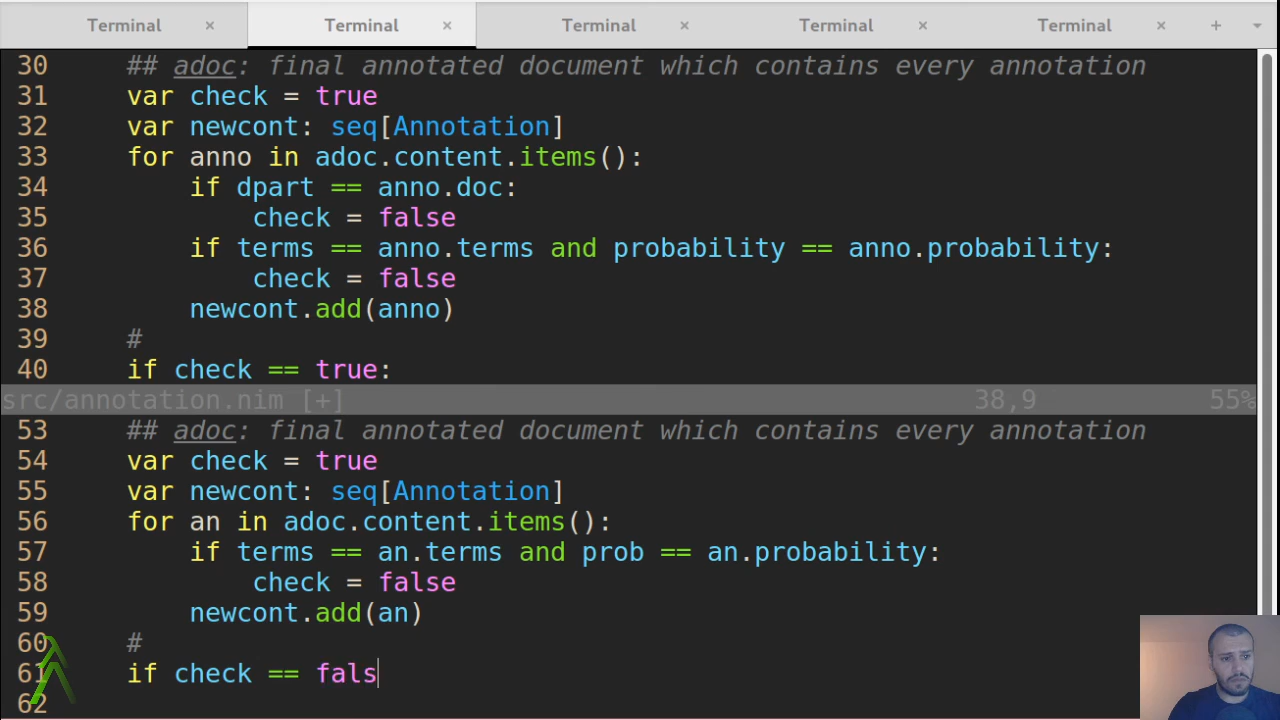 Terminal × Terminal × Terminal × Terminal × Terminal × +
30 ## adoc: final annotated document which contains every annotation
31 var check = true
32 var newcont: seq[Annotation]
33 for anno in adoc.content.items():
34 if dpart == anno.doc:
35 check = false
36 if terms == anno.terms and probability == anno.probability:
37 check = false
38 newcont.add(anno)
39 #
40 if check == true:
src/annotation.nim [+] 38,9 55%
53 ## adoc: final annotated document which contains every annotation
54 var check = true
55 var newcont: seq[Annotation]
56 for an in adoc.content.items():
57 if terms == an.terms and prob == an.probability:
58 check = false
59 newcont.add(an)
60 #
61 if check == fals
62